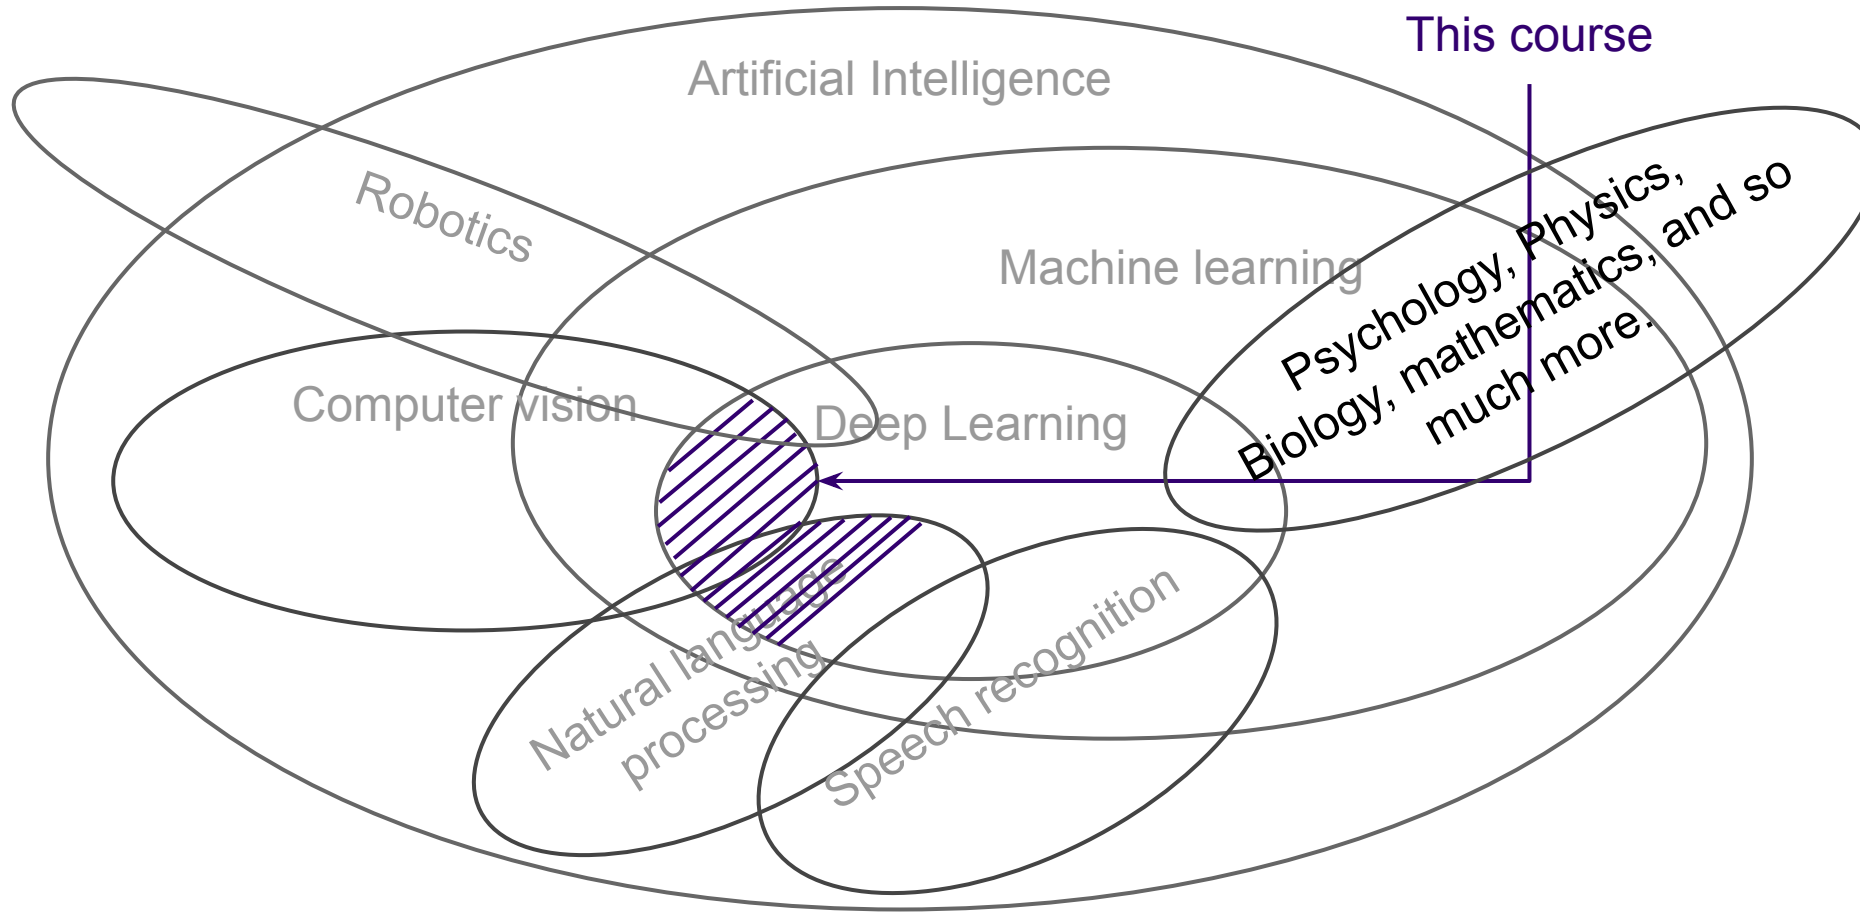 This course
Artificial Intelligence
Robotics
Machine learning
Psychology, Physics,
Biology, mathematics, and so
much more.
Computer vision
Deep Learning
Natural language
processing
Speech recognition